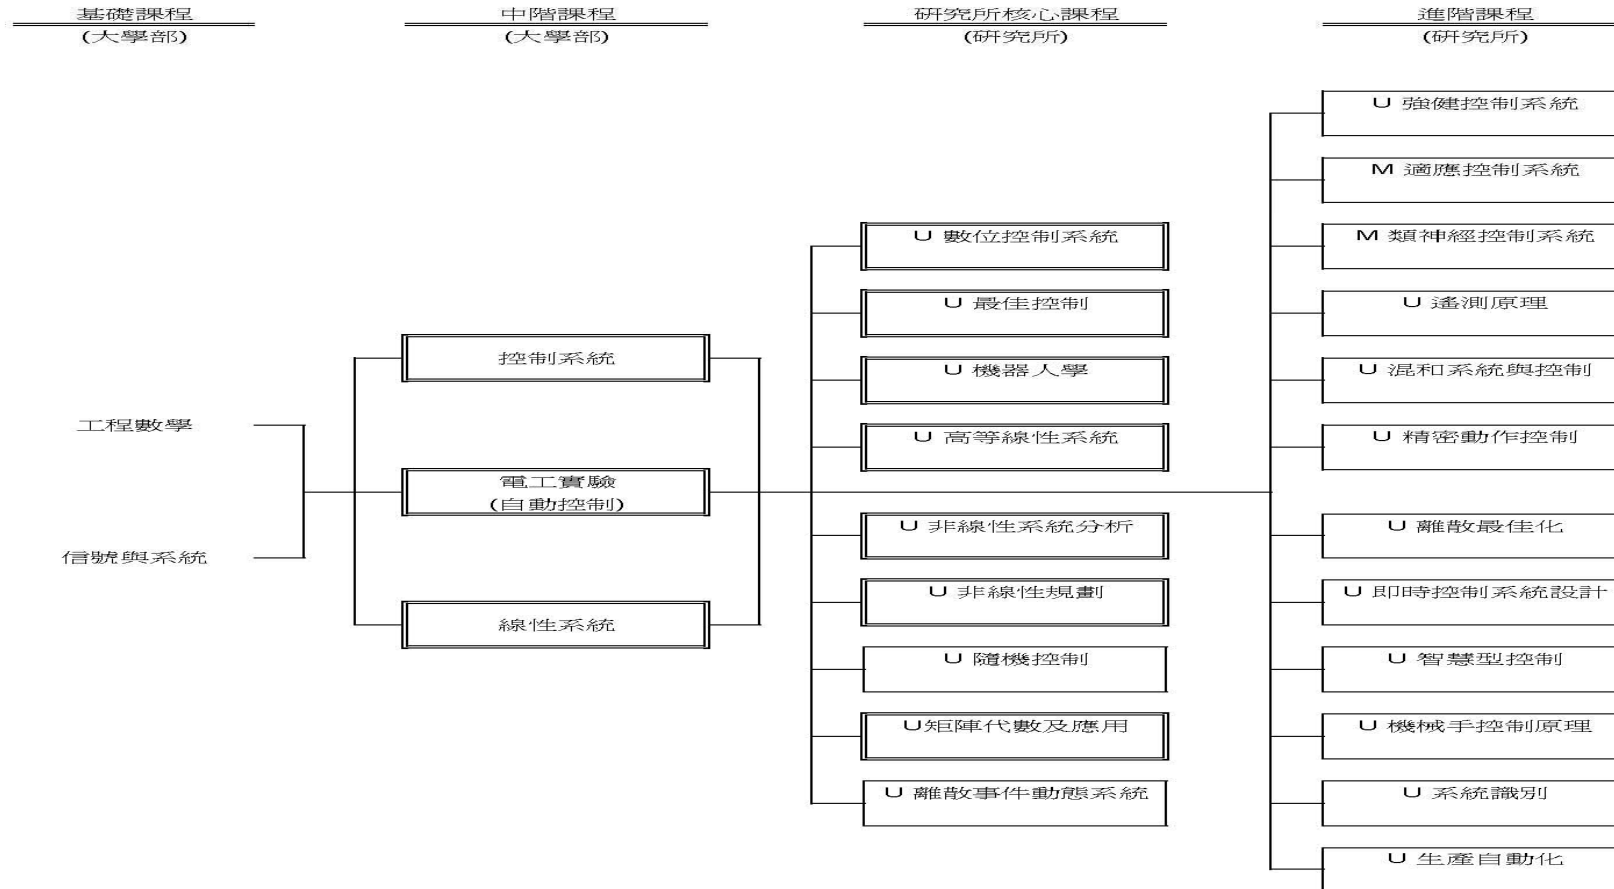 基礎課程
(大學部)
中階課程
(大學部)
研究所核心課程
(研究所)
進階課程
(研究所)
工程數學
信號與系統
控制系統
電工實驗
(自動控制)
線性系統
U 數位控制系統
U 最佳控制
U 機器人學
U 高等線性系統
U 非線性系統分析
U 非線性規劃
U 隨機控制
U矩陣代數及應用
U 離散事件動態系統
U 強健控制系統
M 適應控制系統
M 類神經控制系統
U 遙測原理
U 混和系統與控制
U 精密動作控制
U 離散最佳化
U 即時控制系統設計
U 智慧型控制
U 機械手控制原理
U 系統識別
U 生產自動化